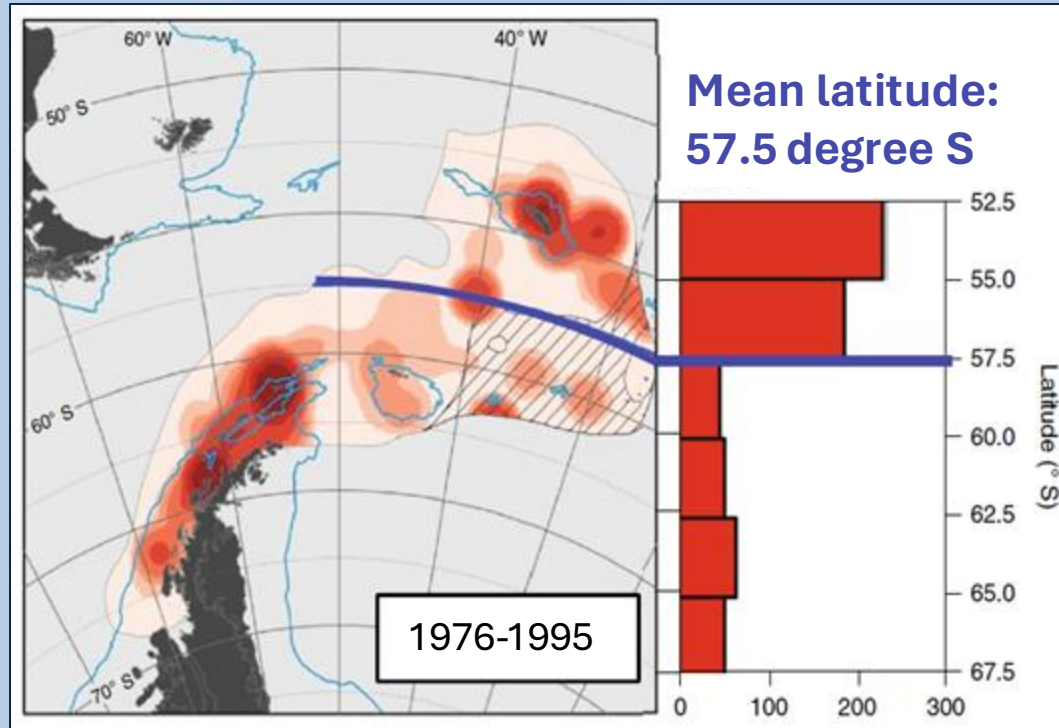 60° W
40° W
50° S
60° S
70° S
1976-1995
Mean latitude:
57.5 degree S
52.5
55.0
57.5
60.0
62.5
65.0
67.5
Latitude (° S)
0 100 200 300